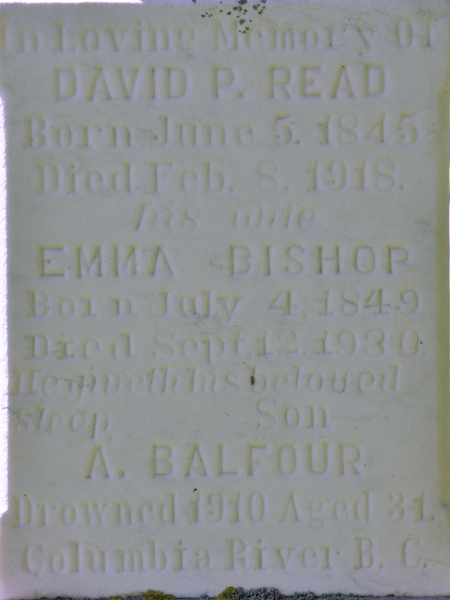 In Loving Memory Of
DAVID P. READ
Born June 5. 1845
Died Feb. 8. 1918.
his wife
EMMA BISHOP
Born July 4, 1849
Died Sept 12. 1930
He giveth his beloved
sleep Son
A. BALFOUR
Drowned 1910 Aged 31.
Columbia River B. C.